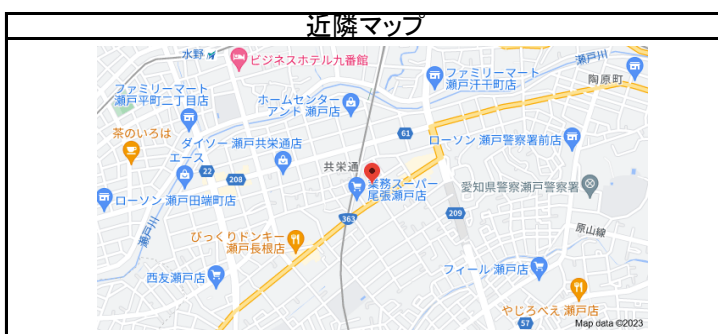 近隣マップ
水野
ビジネスホテル九番館
瀬戸川
ファミリーマート
瀬戸平町二丁目店
ホームセンター
アンド 瀬戸店
ファミリーマート
瀬戸汗干町店
陶原町
茶のいろは
ダイソー 瀬戸共栄通店
61
ローソン 瀬戸警察署前店
エース
22
208
共栄通
業務スーパー
尾張瀬戸店
愛知県警察瀬戸警察署
ローソン 瀬戸田端町店
瀬戸川
363
209
びっくりドンキー
瀬戸長根店
原山線
西友瀬戸店
フィール 瀬戸店
やじろべえ 瀬戸店
57
Map data ©2023